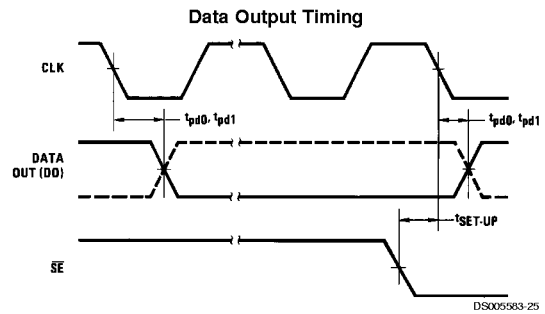 Data Output Timing
CLK
tpd0, tpd1
tpd0, tpd1
DATA
OUT (DO)
tSET-UP
SE
DS005583-25